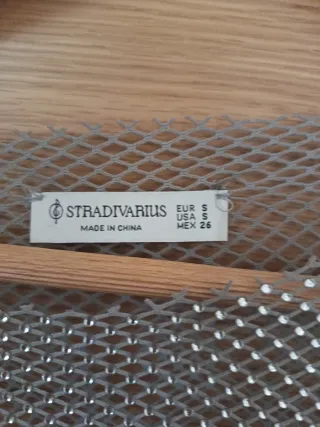 STRADIVARIUS
MADE IN CHINA
EUR S
USA S
MEX 26